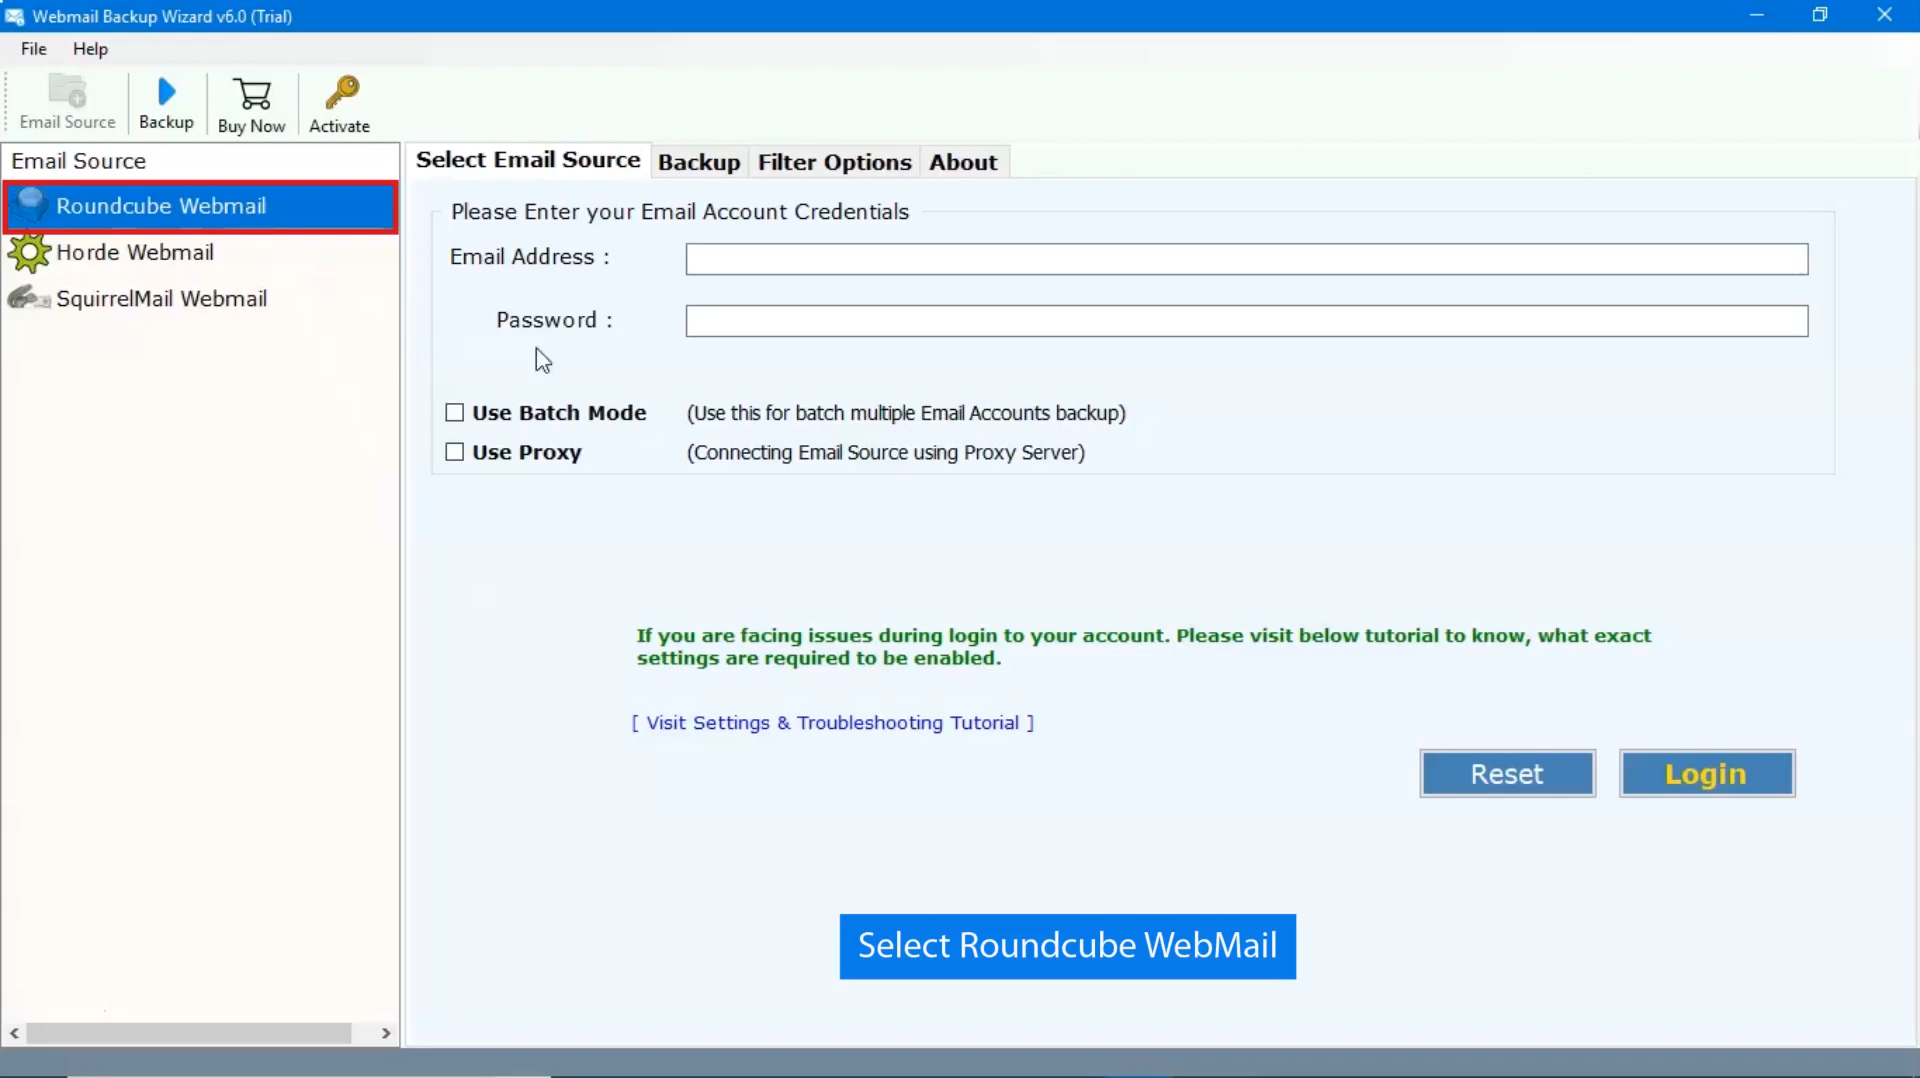 Webmail Backup Wizard v6.0 (Trial)
File Help
Email Source Backup Buy Now Activate
Email Source
Roundcube Webmail
Horde Webmail
SquirrelMail Webmail
Select Email Source Backup Filter Options About
Please Enter your Email Account Credentials
Email Address :
Password :
Use Batch Mode (Use this for batch multiple Email Accounts backup)
Use Proxy (Connecting Email Source using Proxy Server)
If you are facing issues during login to your account. Please visit below tutorial to know, what exact
settings are required to be enabled.
[ Visit Settings & Troubleshooting Tutorial ]
Reset Login
Select Roundcube WebMail